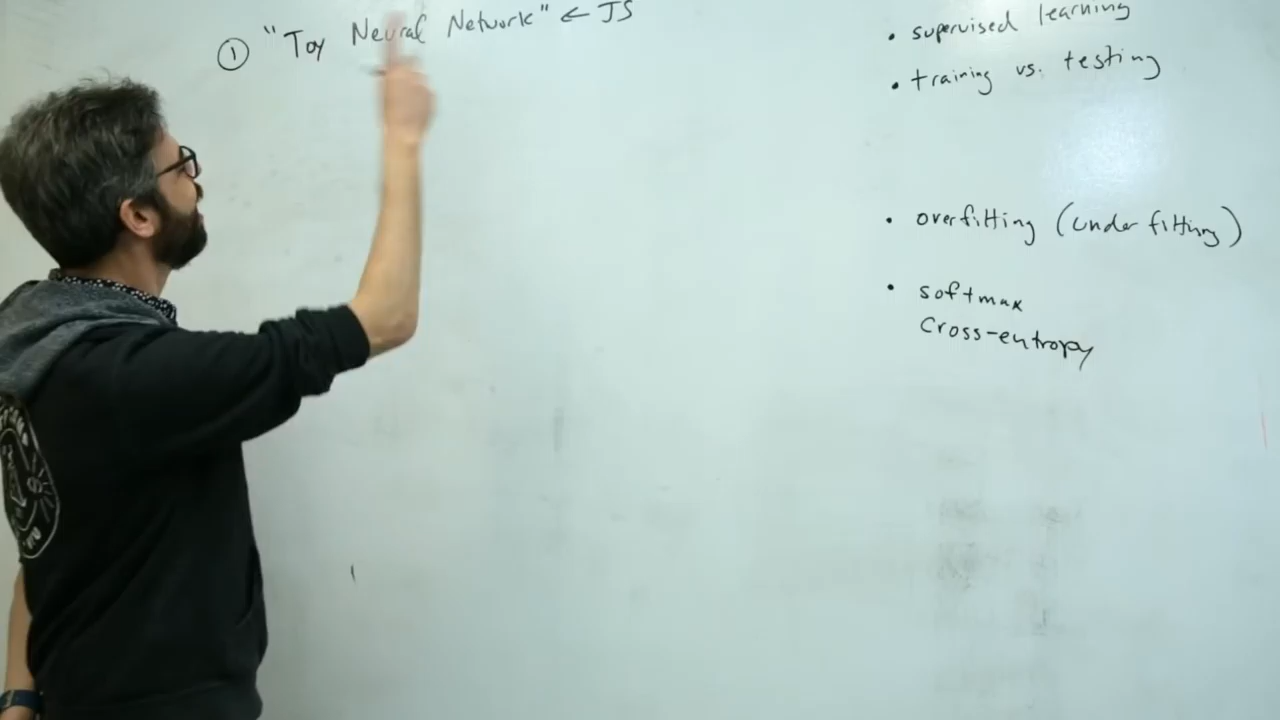 ① "Toy Neural Network" ← JS
• supervised learning
• training vs. testing
• overfitting (underfitting)
• softmax
cross-entropy